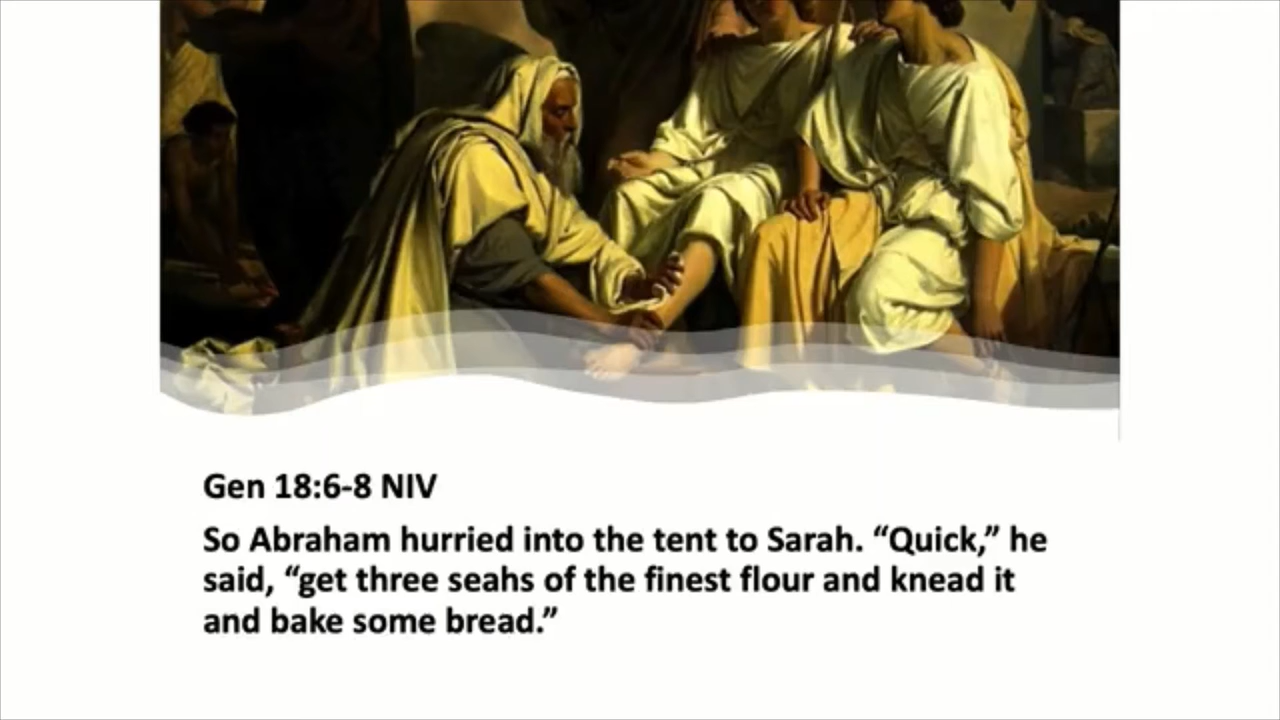 Gen 18:6-8 NIV
So Abraham hurried into the tent to Sarah. “Quick,” he
said, “get three seahs of the finest flour and knead it
and bake some bread.”